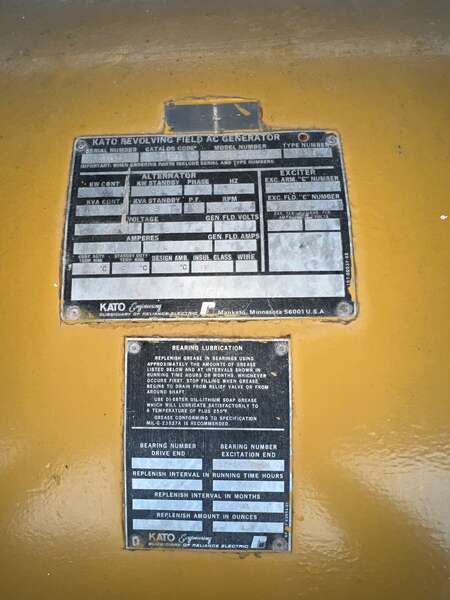 KATO REVOLVING FIELD AC GENERATOR
SERIAL NUMBER CATALOG CODE MODEL NUMBER TYPE NUMBER
IMPORTANT: WHEN ORDERING PARTS INCLUDE SERIAL AND TYPE NUMBERS.
ALTERNATOR
KW CONT. KW STANDBY PHASE HZ
KVA CONT. KVA STANDBY P.F. RPM
VOLTAGE GEN. FLD. VOLTS
AMPERES GEN. FLD. AMPS
CONT. DUTY TEMP. RISE STANDBY DUTY TEMP. RISE DESIGN AMB. INSUL. CLASS WIRE
°C °C °C
EXCITER
EXC. ARM. "C" NUMBER
EXC. FLD. "C" NUMBER
KATO Engineering
SUBSIDIARY OF RELIANCE ELECTRIC Mankato, Minnesota 56001 U.S.A.
BEARING LUBRICATION
REPLENISH GREASE IN BEARINGS USING
APPROXIMATELY THE AMOUNTS OF GREASE
LISTED BELOW AND AT INTERVALS SHOWN IN
RUNNING TIME HOURS OR MONTHS, WHICHEVER
OCCURS FIRST. STOP FILLING WHEN GREASE
BEGINS TO DRAIN FROM RELIEF VALVE OR FROM
AROUND SHAFT.
USE DI-ESTER OIL-LITHIUM SOAP GREASE
WHICH WILL LUBRICATE SATISFACTORILY TO
A TEMPERATURE OF PLUS 250°F.
GREASE CONFORMING TO SPECIFICATION
MIL-G-23827A IS RECOMMENDED.
BEARING NUMBER DRIVE END BEARING NUMBER EXCITATION END
REPLENISH INTERVAL IN RUNNING TIME HOURS
REPLENISH INTERVAL IN MONTHS
REPLENISH AMOUNT IN OUNCES
KATO Engineering
SUBSIDIARY OF RELIANCE ELECTRIC